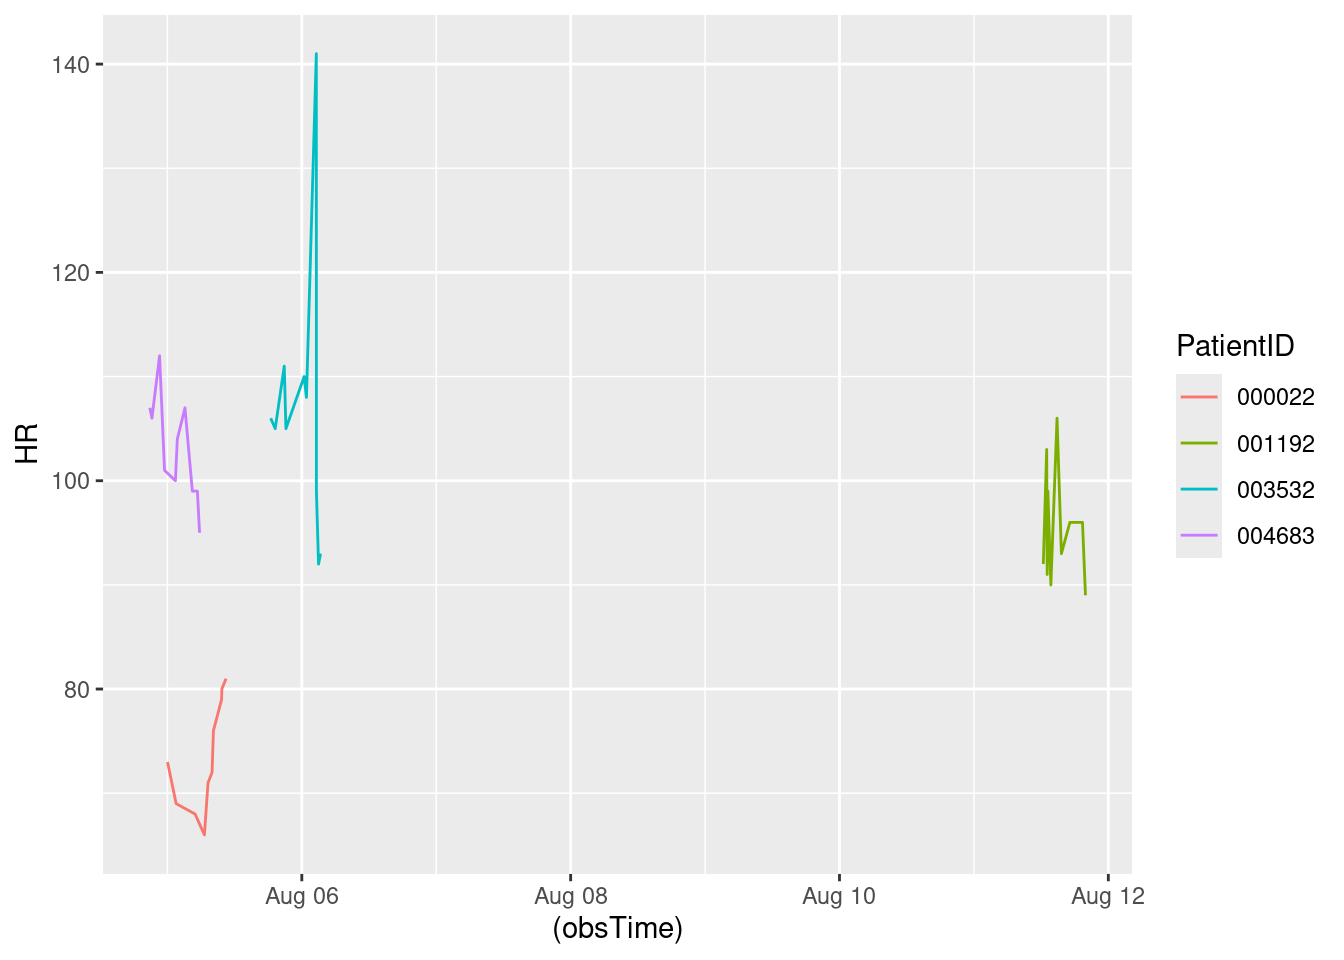 140
120
100
80
HR
Aug 06
Aug 08
Aug 10
Aug 12
(obsTime)
PatientID
000022
001192
003532
004683